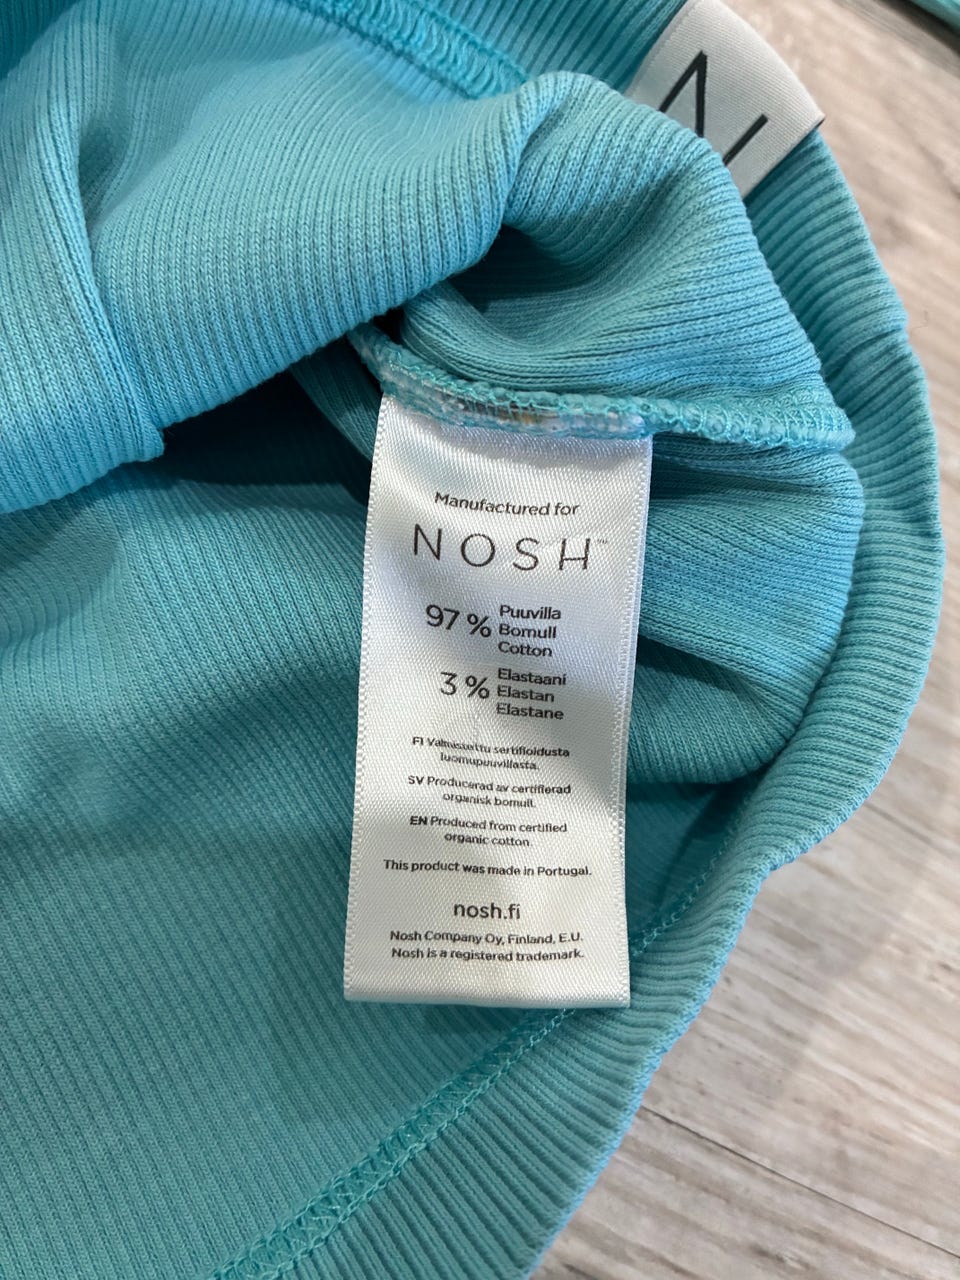 Manufactured for
NOSH™
97 % Puuvilla
Bomull
Cotton
3 % Elastaani
Elastan
Elastane
FI Valmistettu sertifioidusta
luomupuuvillasta.
SV Producerad av certifierad
organisk bomull.
EN Produced from certified
organic cotton.
This product was made in Portugal.
nosh.fi
Nosh Company Oy, Finland, E.U.
Nosh is a registered trademark.